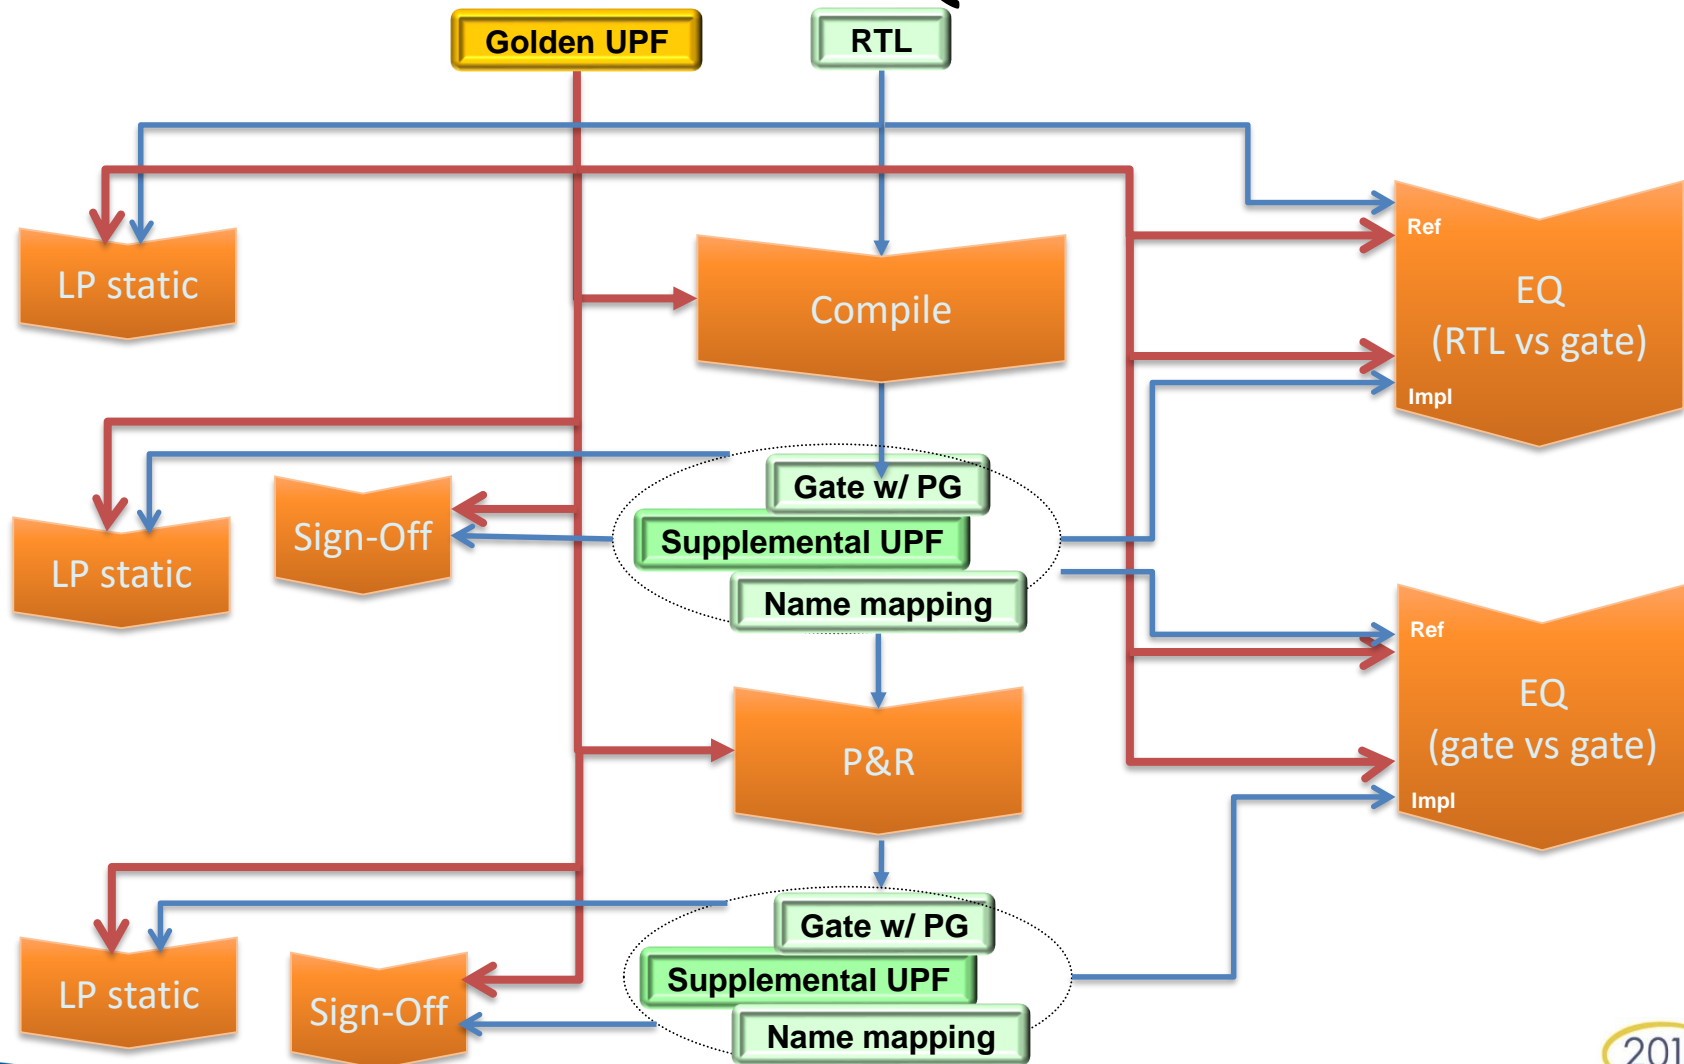 Golden UPF
RTL
LP static
Compile
Ref
EQ
(RTL vs gate)
Impl
Gate w/ PG
Supplemental UPF
Name mapping
Sign-Off
LP static
Ref
EQ
(gate vs gate)
Impl
P&R
Gate w/ PG
Supplemental UPF
Name mapping
LP static
Sign-Off
201